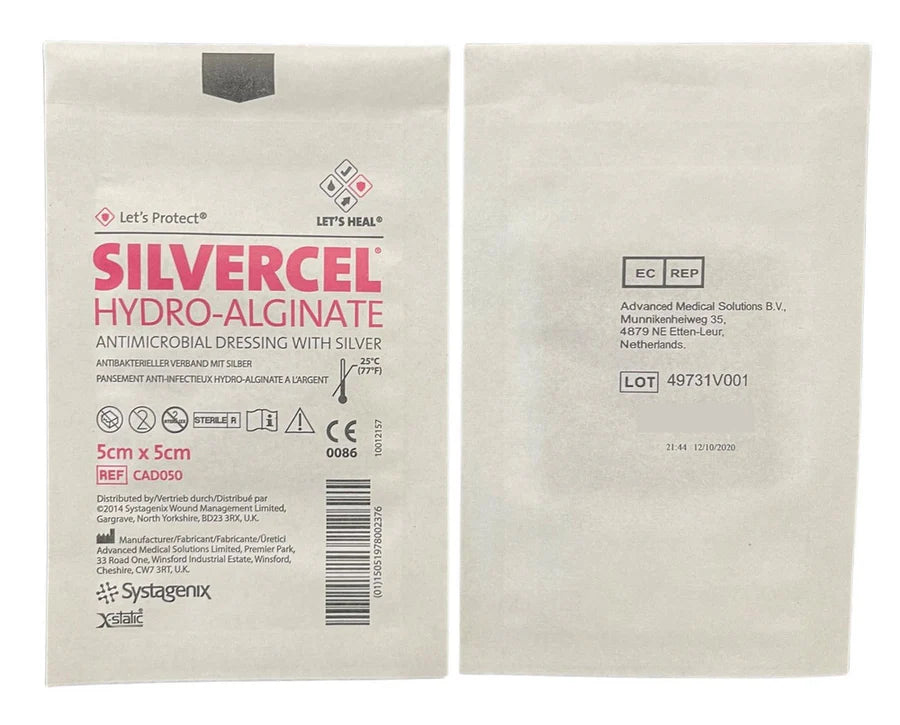 Let's Protect®
LET'S HEAL®
SILVERCEL®
HYDRO-ALGINATE
ANTIMICROBIAL DRESSING WITH SILVER
ANTIBAKTERIELLER VERBAND MIT SILBER
PANSEMENT ANTI-INFECTIEUX HYDRO-ALGINATE A L'ARGENT
25°C
(77°F)
2
STERILE R
i
CE
0086
10012157
5cm x 5cm
REF CAD050
Distributed by/Vertrieb durch/Distribué par
©2014 Systagenix Wound Management Limited,
Gargrave, North Yorkshire, BD23 3RX, U.K.
Manufacturer/Fabricant/Fabricante/Üretici
Advanced Medical Solutions Limited, Premier Park,
33 Road One, Winsford Industrial Estate, Winsford,
Cheshire, CW7 3RT, U.K.
Systagenix
X-static®
(01)15051978002376
EC REP
Advanced Medical Solutions B.V.,
Munnikenheiweg 35,
4879 NE Etten-Leur,
Netherlands.
LOT 49731V001
21:44 12/10/2020